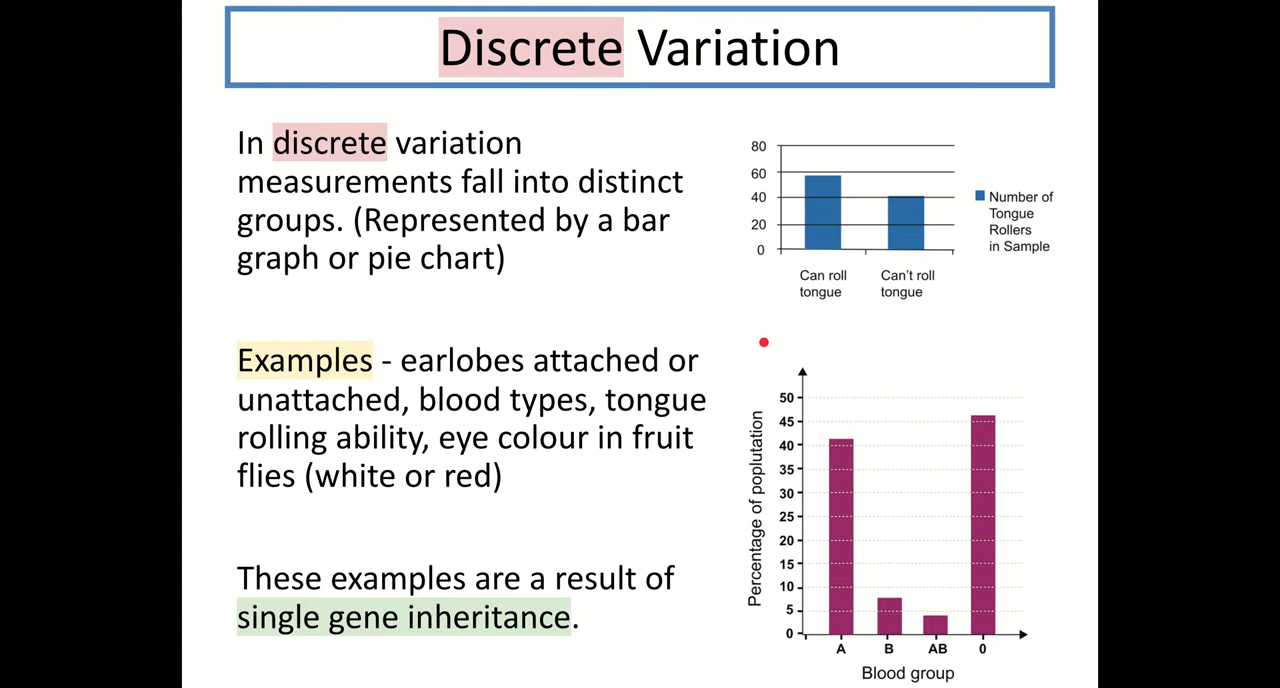 Discrete Variation
In discrete variation
measurements fall into distinct
groups. (Represented by a bar
graph or pie chart)
Examples - earlobes attached or
unattached, blood types, tongue
rolling ability, eye colour in fruit
flies (white or red)
These examples are a result of
single gene inheritance.
80
60
40
20
0
Can roll
tongue
Can't roll
tongue
Number of
Tongue
Rollers
in Sample
Percentage of poplutation
50
45
40
35
30
25
20
15
10
5
0
A B AB 0
Blood group